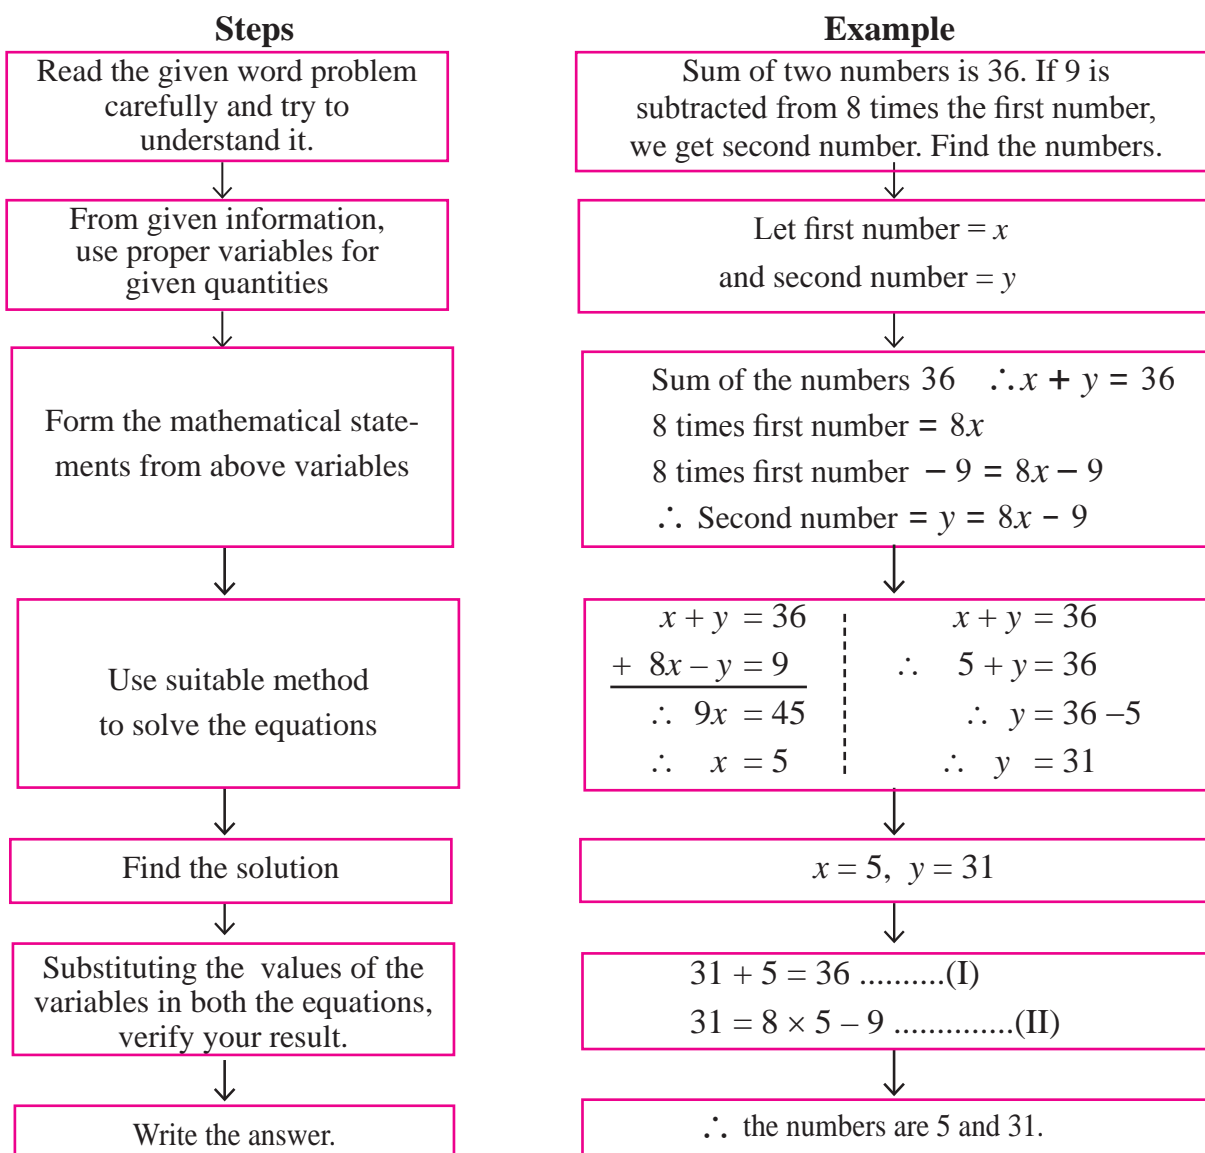 Steps
Read the given word problem
carefully and try to
understand it.
From given information,
use proper variables for
given quantities
Form the mathematical state-
ments from above variables
Use suitable method
to solve the equations
Find the solution
Substituting the values of the
variables in both the equations,
verify your result.
Write the answer.
Example
Sum of two numbers is 36. If 9 is
subtracted from 8 times the first number,
we get second number. Find the numbers.
Let first number = x
and second number = y
Sum of the numbers 36 ∴x + y = 36
8 times first number = 8x
8 times first number − 9 = 8x − 9
∴ Second number = y = 8x − 9
x + y = 36
+ 8x – y = 9
∴ 9x = 45
∴ x = 5
x + y = 36
∴ 5 + y = 36
∴ y = 36 –5
∴ y = 31
x = 5, y = 31
31 + 5 = 36 ..........(I)
31 = 8 × 5 – 9 ..............(II)
∴ the numbers are 5 and 31.